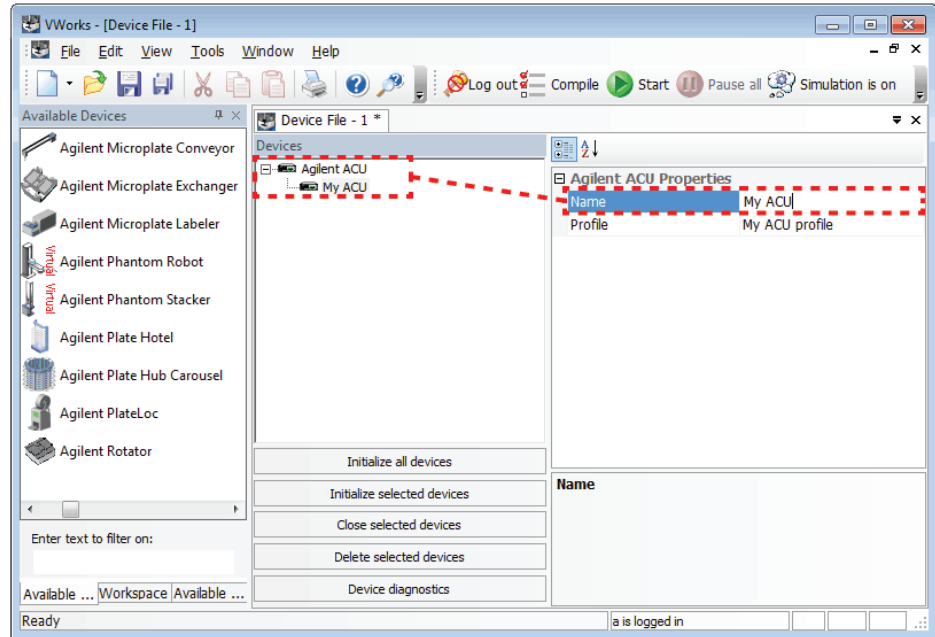 VWorks - [Device File - 1]
File Edit View Tools Window Help
Log out Compile Start Pause all Simulation is on
Available Devices
Agilent Microplate Conveyor
Agilent Microplate Exchanger
Agilent Microplate Labeler
Virtual Agilent Phantom Robot
Virtual Agilent Phantom Stacker
Agilent Plate Hotel
Agilent Plate Hub Carousel
Agilent PlateLoc
Agilent Rotator
Enter text to filter on:
Available ... Workspace Available ...
Device File - 1 *
Devices
Agilent ACU
My ACU
Initialize all devices
Initialize selected devices
Close selected devices
Delete selected devices
Device diagnostics
Agilent ACU Properties
Name My ACU
Profile My ACU profile
Name
Ready a is logged in